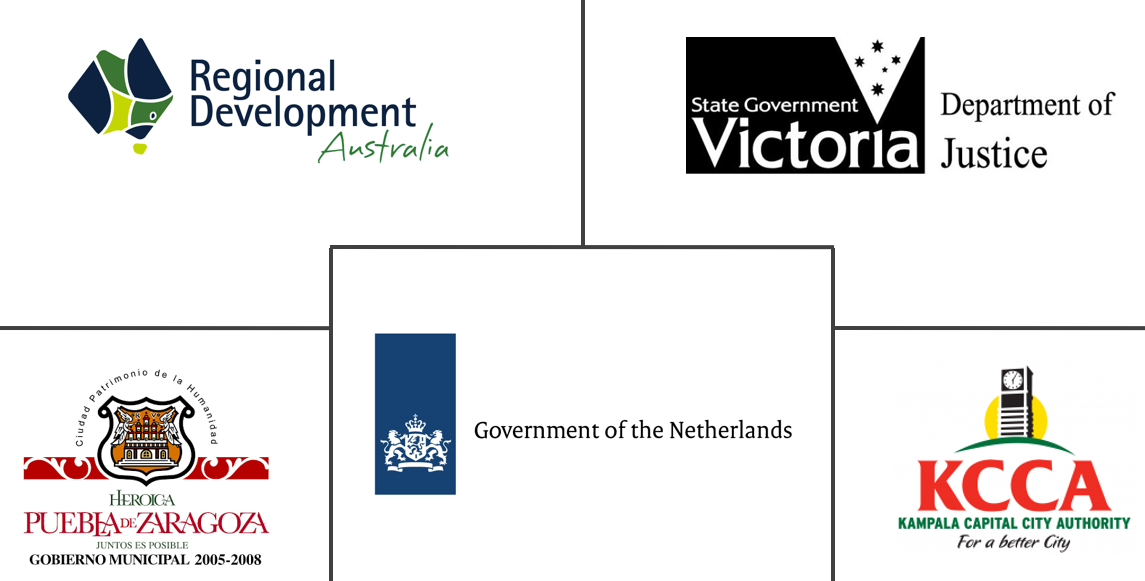 Regional
Development
Australia
State Government
Victoria
Department of
Justice
Ciudad Patrimonio de la Humanidad
HEROICA
PUEBLA DE ZARAGOZA
JUNTOS ES POSIBLE
GOBIERNO MUNICIPAL 2005-2008
Government of the Netherlands
KCCA
KAMPALA CAPITAL CITY AUTHORITY
For a better City